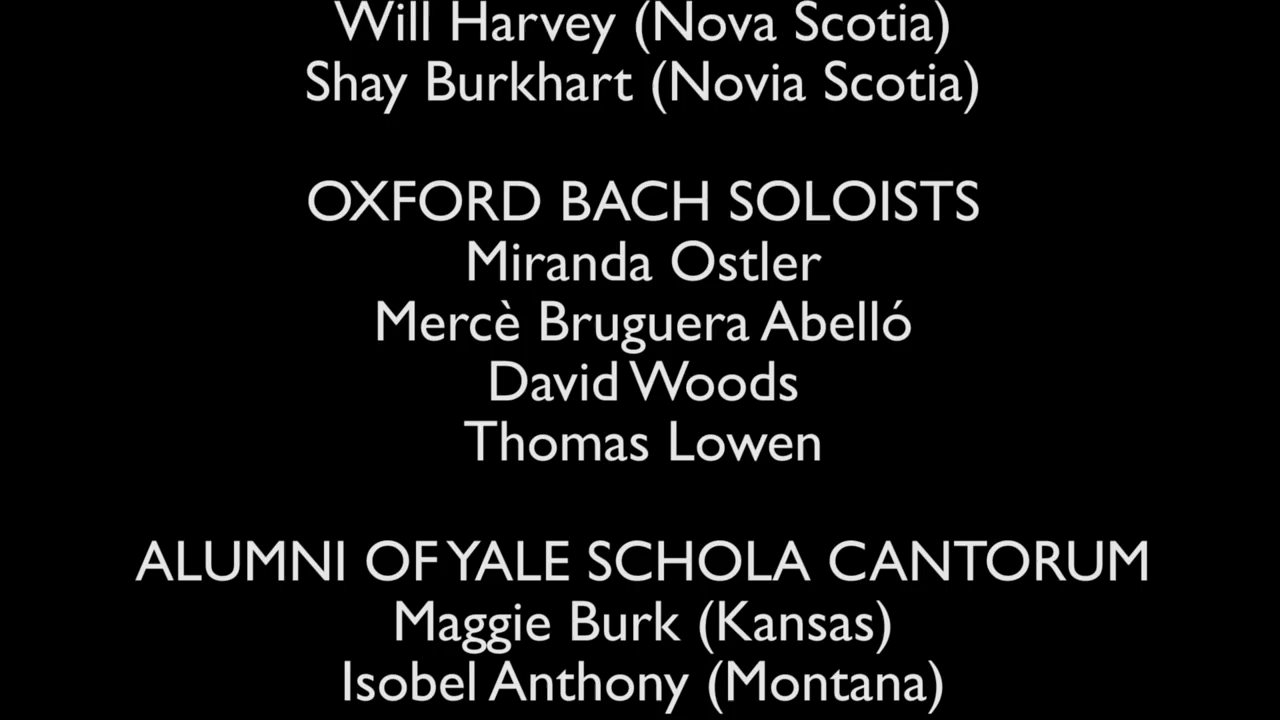 Will Harvey (Nova Scotia)
Shay Burkhart (Novia Scotia)
OXFORD BACH SOLOISTS
Miranda Ostler
Mercè Bruguera Abelló
David Woods
Thomas Lowen
ALUMNI OF YALE SCHOLA CANTORUM
Maggie Burk (Kansas)
Isobel Anthony (Montana)